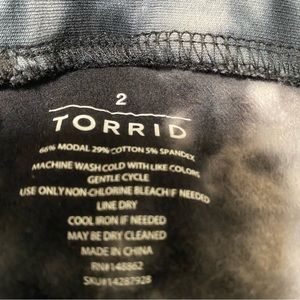 2
TORRID
66% MODAL 29% COTTON 5% SPANDEX
MACHINE WASH COLD WITH LIKE COLORS
GENTLE CYCLE
USE ONLY NON-CHLORINE BLEACH IF NEEDED
LINE DRY
COOL IRON IF NEEDED
MAY BE DRY CLEANED
MADE IN CHINA
RN#148862
SKU#14287928